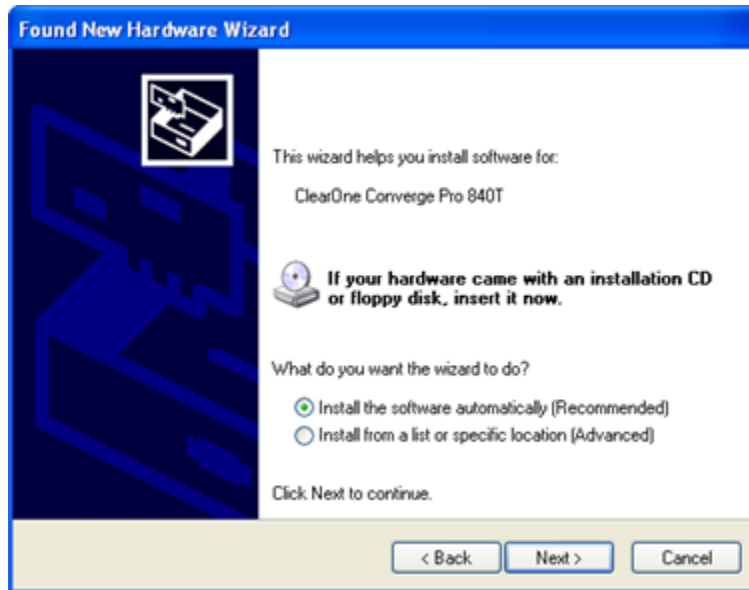 Found New Hardware Wizard
This wizard helps you install software for:
ClearOne Converge Pro 840T
If your hardware came with an installation CD
or floppy disk, insert it now.
What do you want the wizard to do?
Install the software automatically (Recommended)
Install from a list or specific location (Advanced)
Click Next to continue.
< Back Next > Cancel